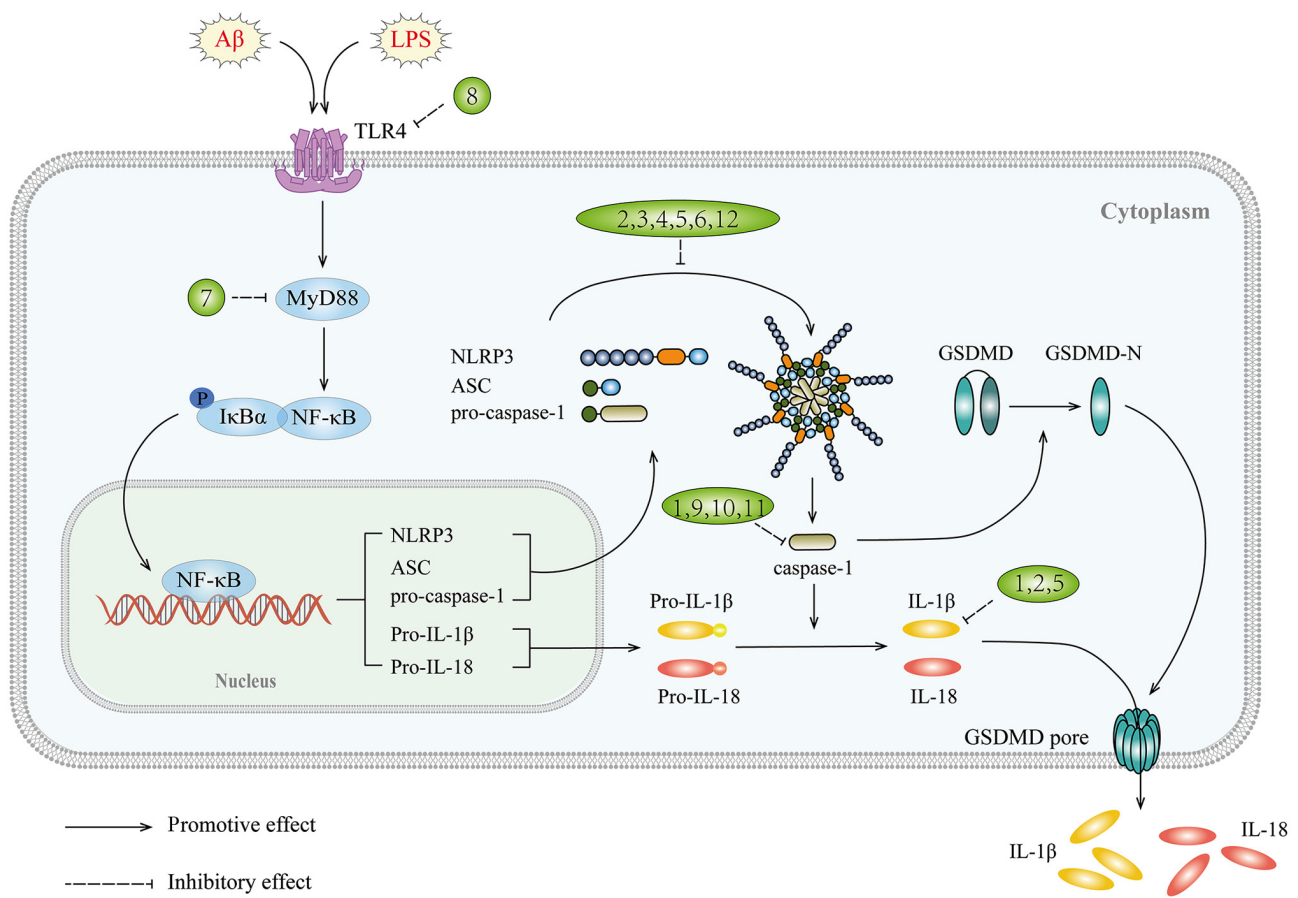 Aβ
LPS
8
TLR4
2,3,4,5,6,12
Cytoplasm
7
MyD88
NLRP3
ASC
pro-caspase-1
GSDMD
GSDMD-N
P
IκBα
NF-κB
1,9,10,11
caspase-1
NF-κB
NLRP3
ASC
pro-caspase-1
Pro-IL-1β
Pro-IL-18
Nucleus
Pro-IL-1β
Pro-IL-18
IL-1β
IL-18
1,2,5
GSDMD pore
Promotive effect
Inhibitory effect
IL-1β
IL-18